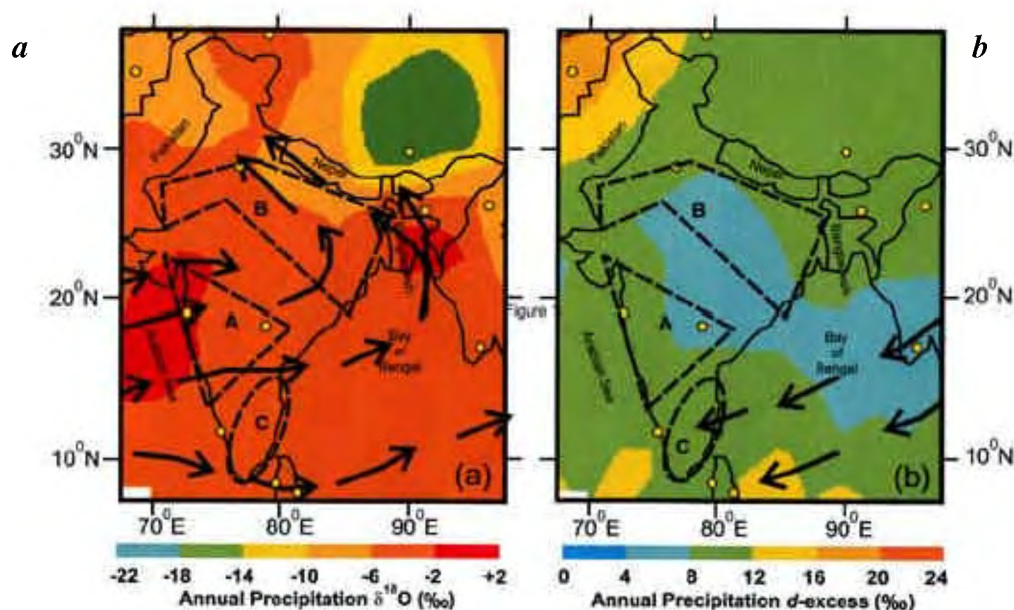 a
b
30°N
20°N
10°N
Pakistan
Nepal
B
A
C
Bay
of
Bengal
(a)
70°E
80°E
90°E
-22 -18 -14 -10 -6 -2 +2
Annual Precipitation δ¹⁸O (‰)
Figure
30°N
20°N
10°N
Pakistan
Nepal
B
A
C
Arabian Sea
Bay
of
Bengal
(b)
70°E
80°E
90°E
0 4 8 12 16 20 24
Annual Precipitation d-excess (‰)